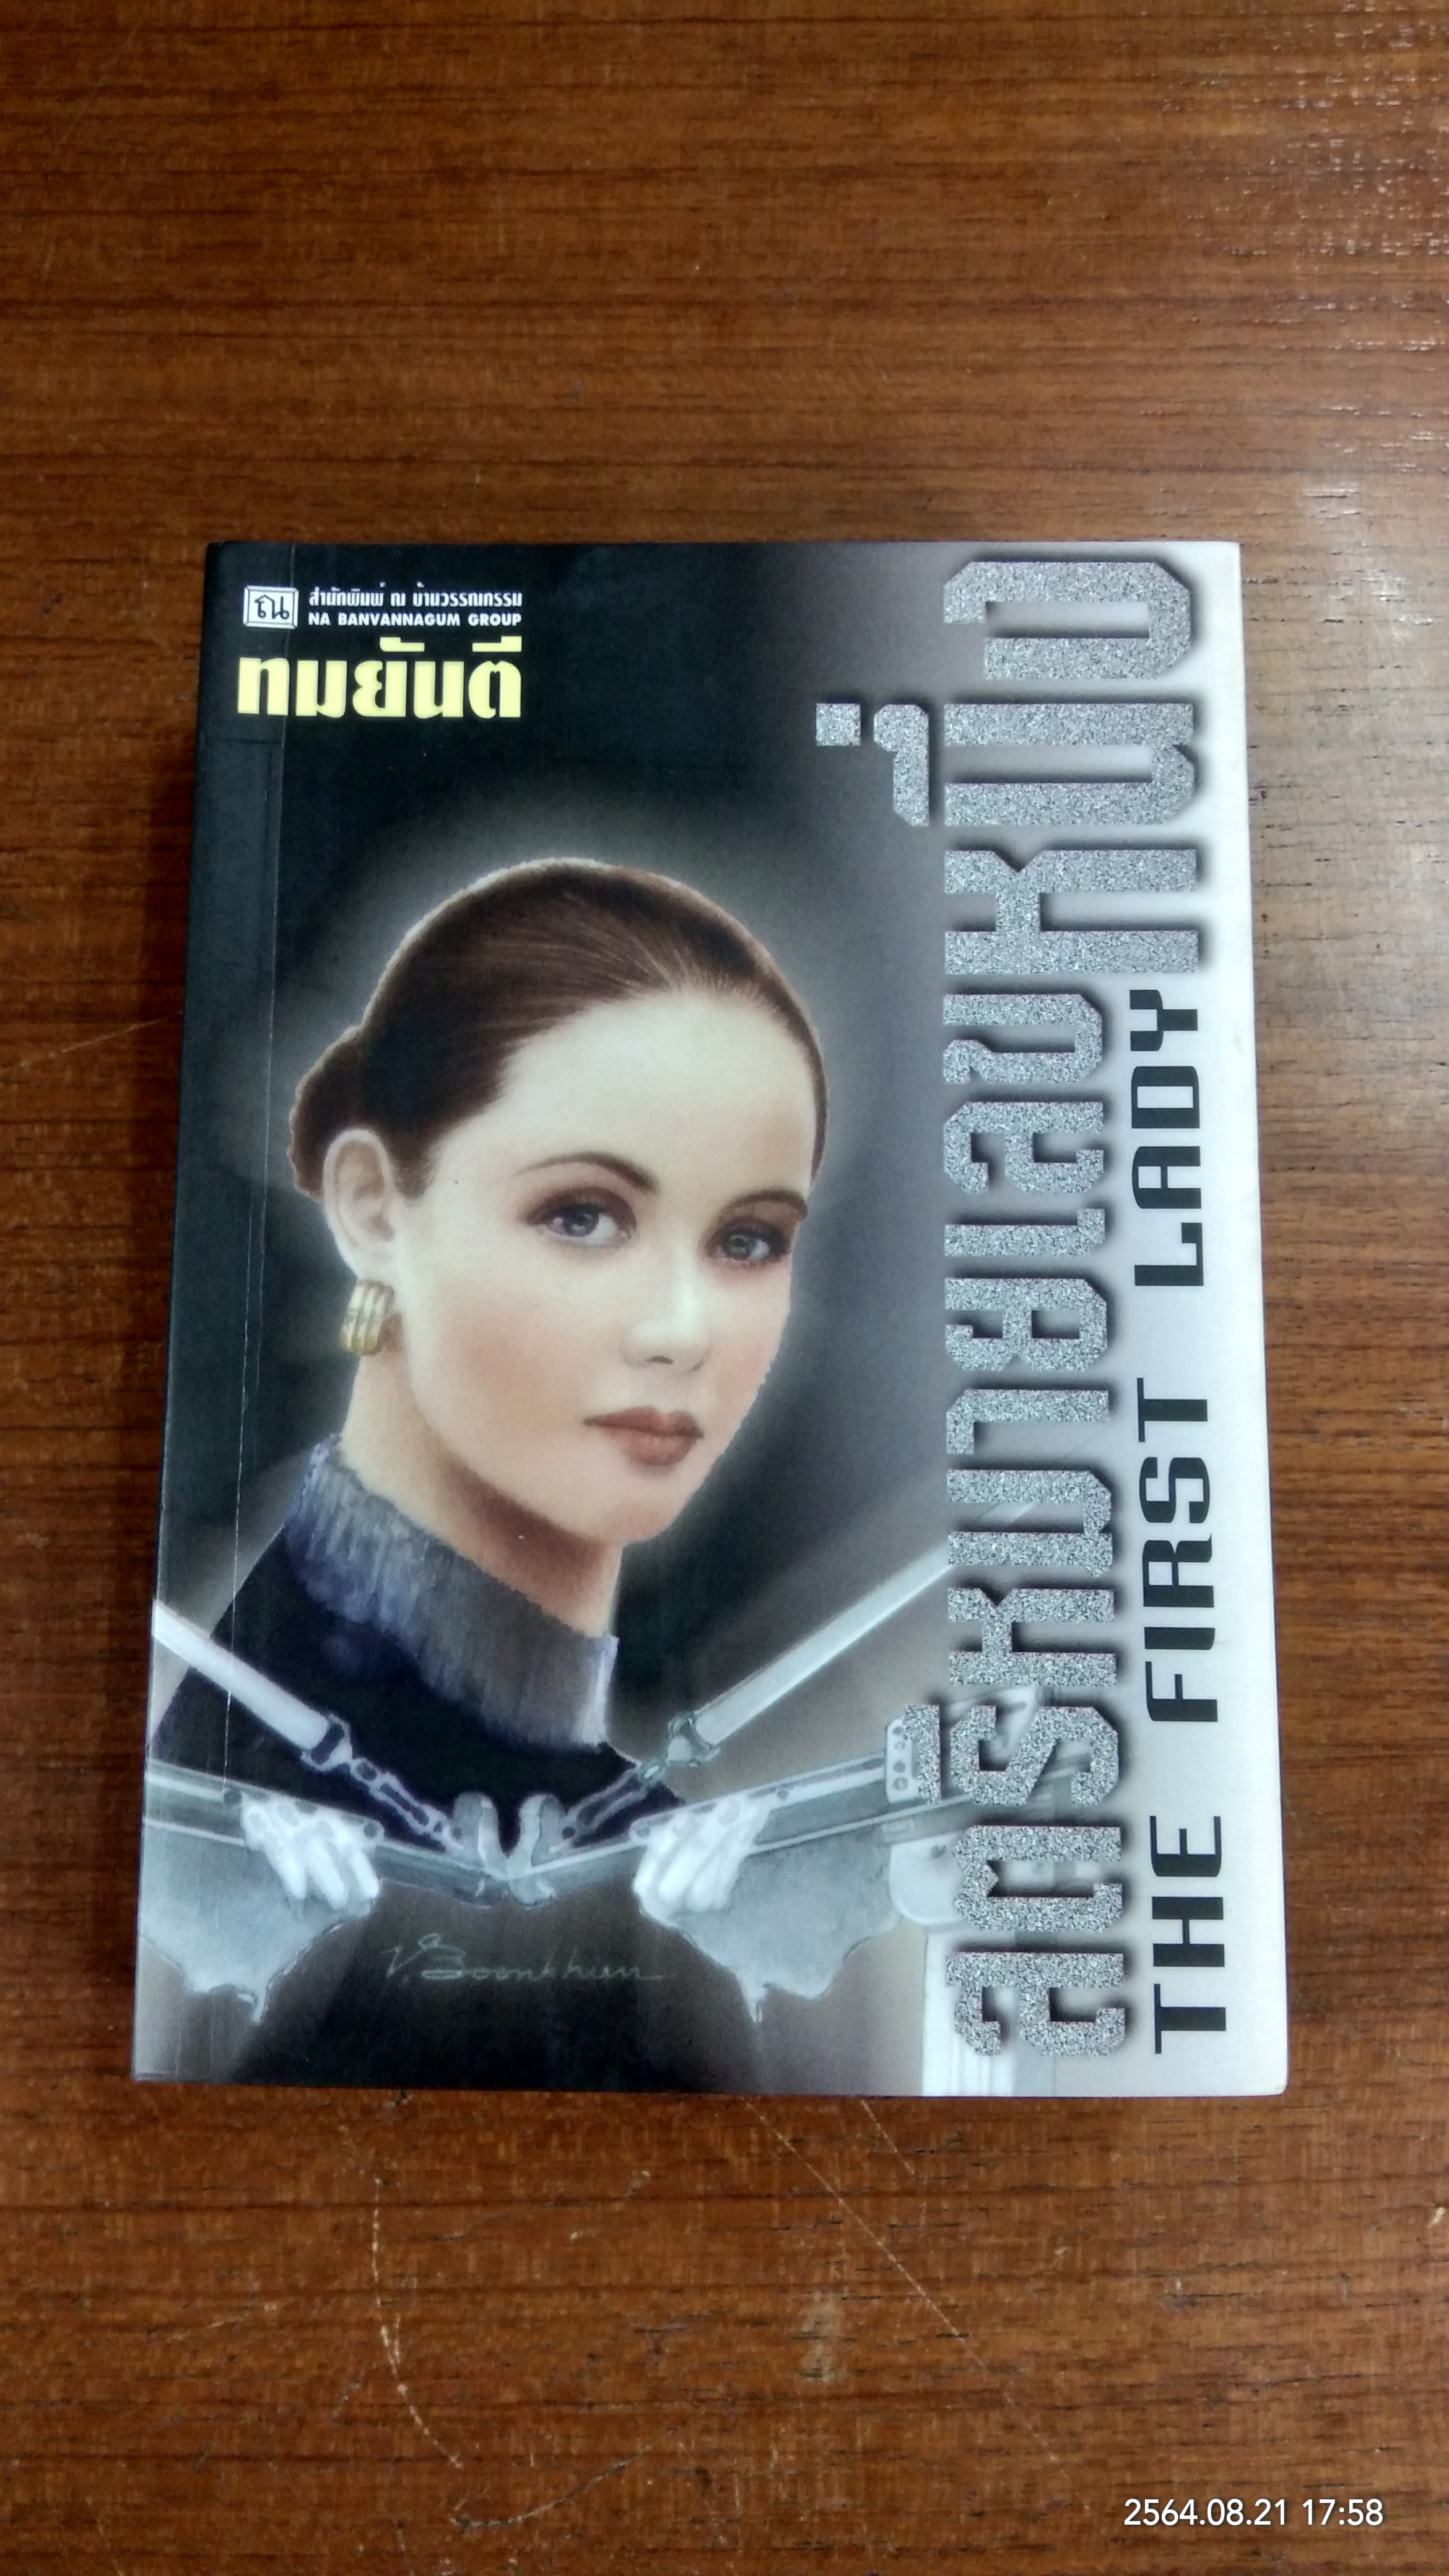 ณ
สำนักพิมพ์ ณ บ้านวรรณกรรม
NA BANVANNAGUM GROUP
ทมยันตี
สตรีหมายเลขหนึ่ง
THE FIRST LADY
V. Boonkhun
2564.08.21 17:58